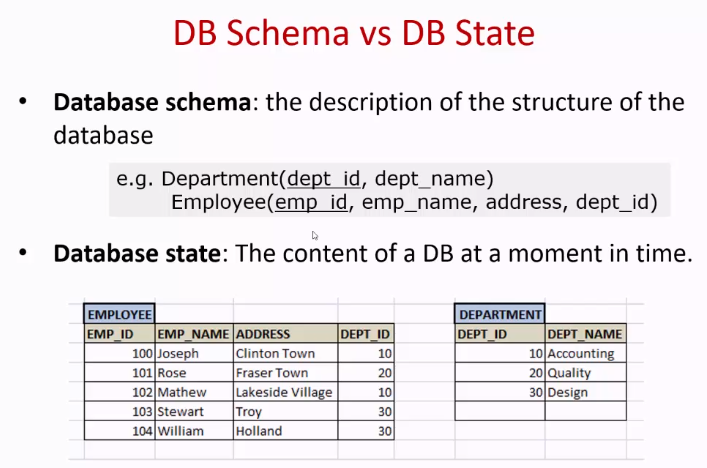 DB Schema vs DB State
• Database schema: the description of the structure of the
database
e.g. Department(dept_id, dept_name)
Employee(emp_id, emp_name, address, dept_id)
• Database state: The content of a DB at a moment in time.
EMPLOYEE
EMP_ID EMP_NAME ADDRESS DEPT_ID
100 Joseph Clinton Town 10
101 Rose Fraser Town 20
102 Mathew Lakeside Village 10
103 Stewart Troy 30
104 William Holland 30
DEPARTMENT
DEPT_ID DEPT_NAME
10 Accounting
20 Quality
30 Design